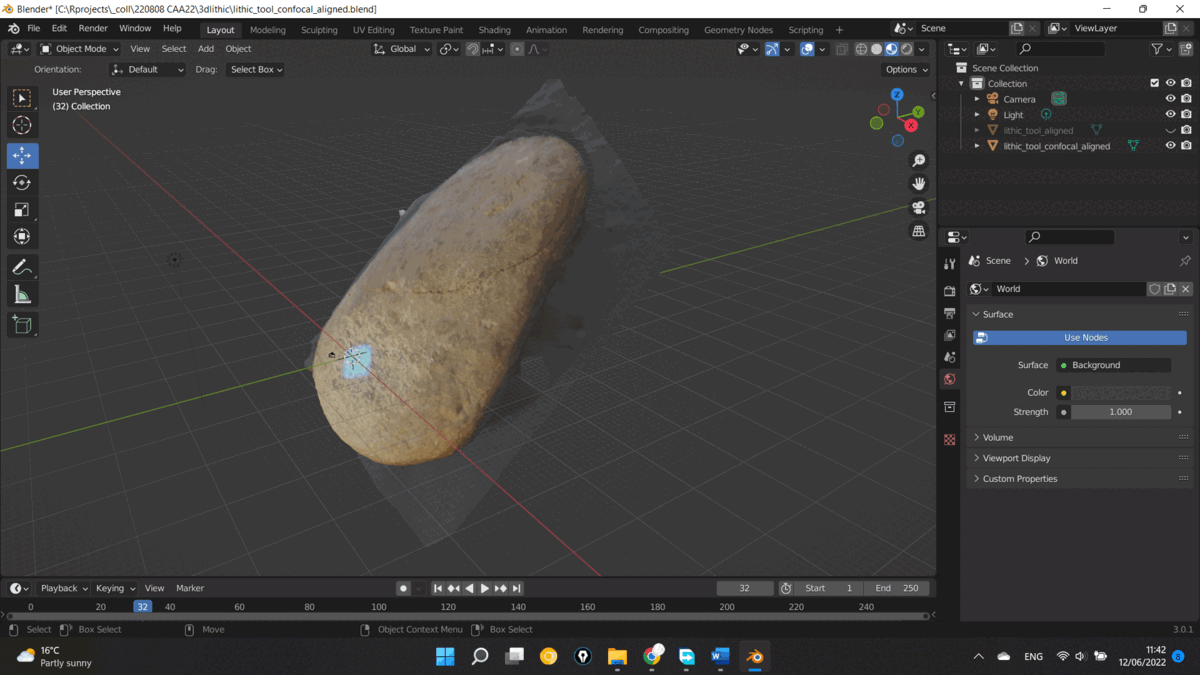 Blender* [C:\Rprojects\_coll\220808 CAA22\3dlithic\lithic_tool_confocal_aligned.blend]
File Edit Render Window Help Layout Modeling Sculpting UV Editing Texture Paint Shading Animation Rendering Compositing Geometry Nodes Scripting + Scene ViewLayer
Object Mode View Select Add Object Global
Orientation: Default Drag: Select Box Options
User Perspective
(32) Collection
Z
Y
X
Scene Collection
Collection
Camera
Light
lithic_tool_aligned
lithic_tool_confocal_aligned
Scene > World
World
Surface
Use Nodes
Surface Background
Color
Strength 1.000
Volume
Viewport Display
Custom Properties
Playback Keying View Marker 32 Start 1 End 250
0 20 32 40 60 80 100 120 140 160 180 200 220 240
Select Box Select Move Object Context Menu Box Select 3.0.1
16°C
Partly sunny
ENG
11:42
12/06/2022
8